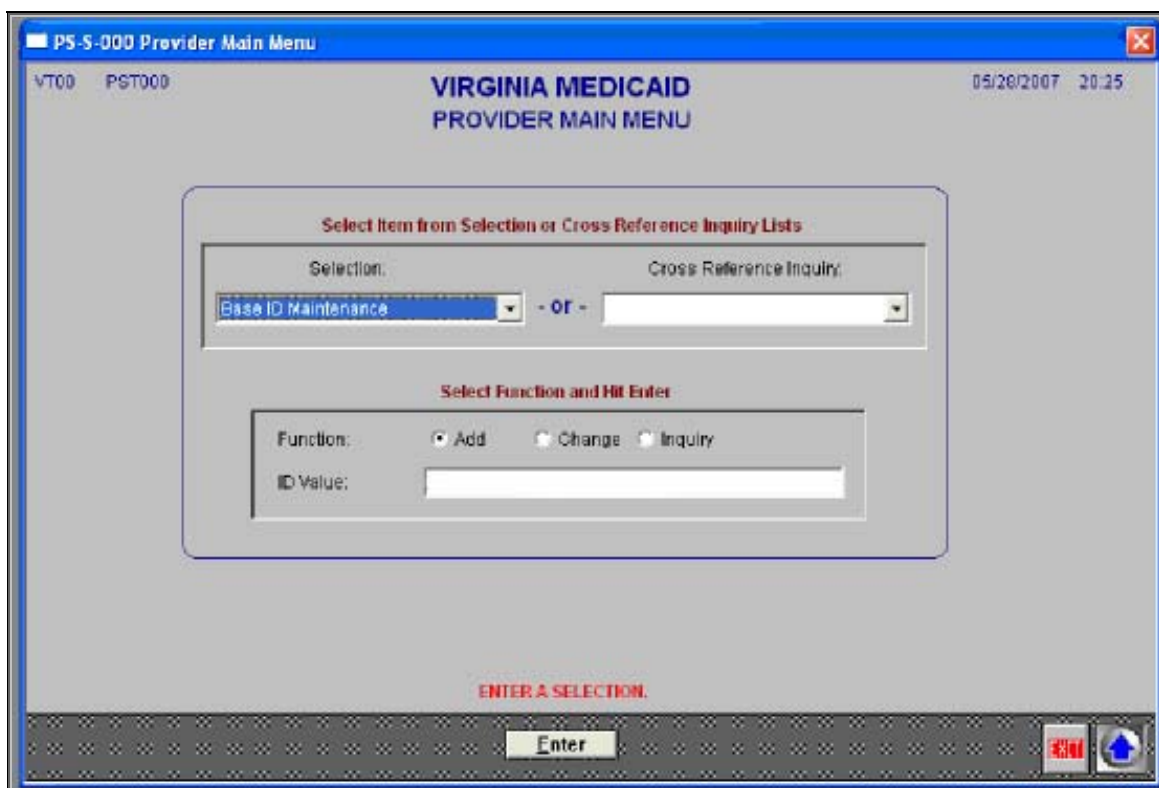 PS-S-000 Provider Main Menu
VT00 PST000 VIRGINIA MEDICAID 05/28/2007 20:25
PROVIDER MAIN MENU
Select Item from Selection or Cross Reference Inquiry Lists
Selection: Cross Reference Inquiry:
Base ID Maintenance - or -
Select Function and Hit Enter
Function: Add Change Inquiry
ID Value:
ENTER A SELECTION.
Enter
EXIT